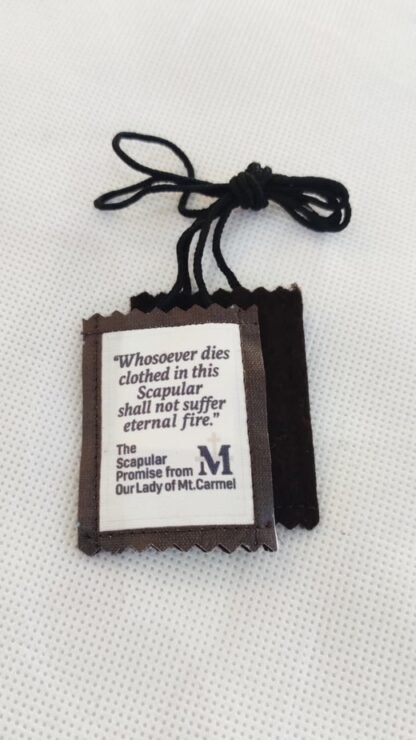 “Whosoever dies
clothed in this
Scapular
shall not suffer
eternal fire.”
The
Scapular
Promise from M
Our Lady of Mt.Carmel